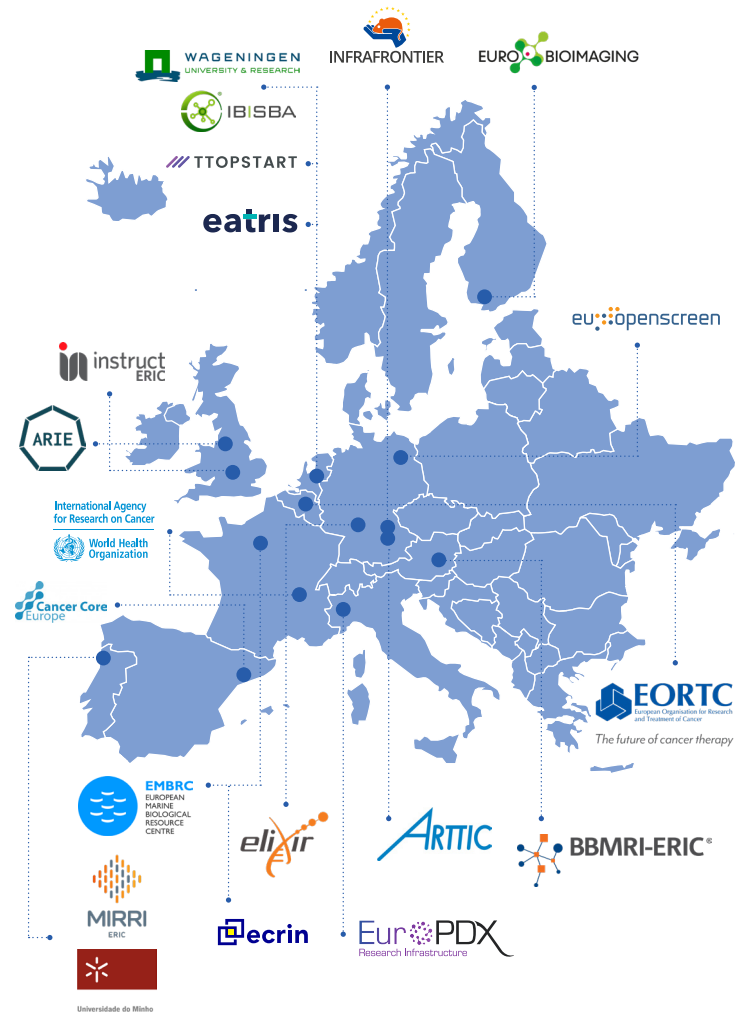 WAGENINGEN
UNIVERSITY & RESEARCH
INFRAFRONTIER
EURO BIOIMAGING
IBISBA
TTOPSTART
eatris
eu openscreen
instruct
ERIC
ARIE
International Agency
for Research on Cancer
World Health
Organization
Cancer Core
Europe
EORTC
European Organisation for Research
and Treatment of Cancer
The future of cancer therapy
EMBRC
EUROPEAN
MARINE
BIOLOGICAL
RESOURCE
CENTRE
elixir
ARTTIC
BBMRI-ERIC®
MIRRI
ERIC
ecrin
EurOPDX
Research Infrastructure
Universidade do Minho